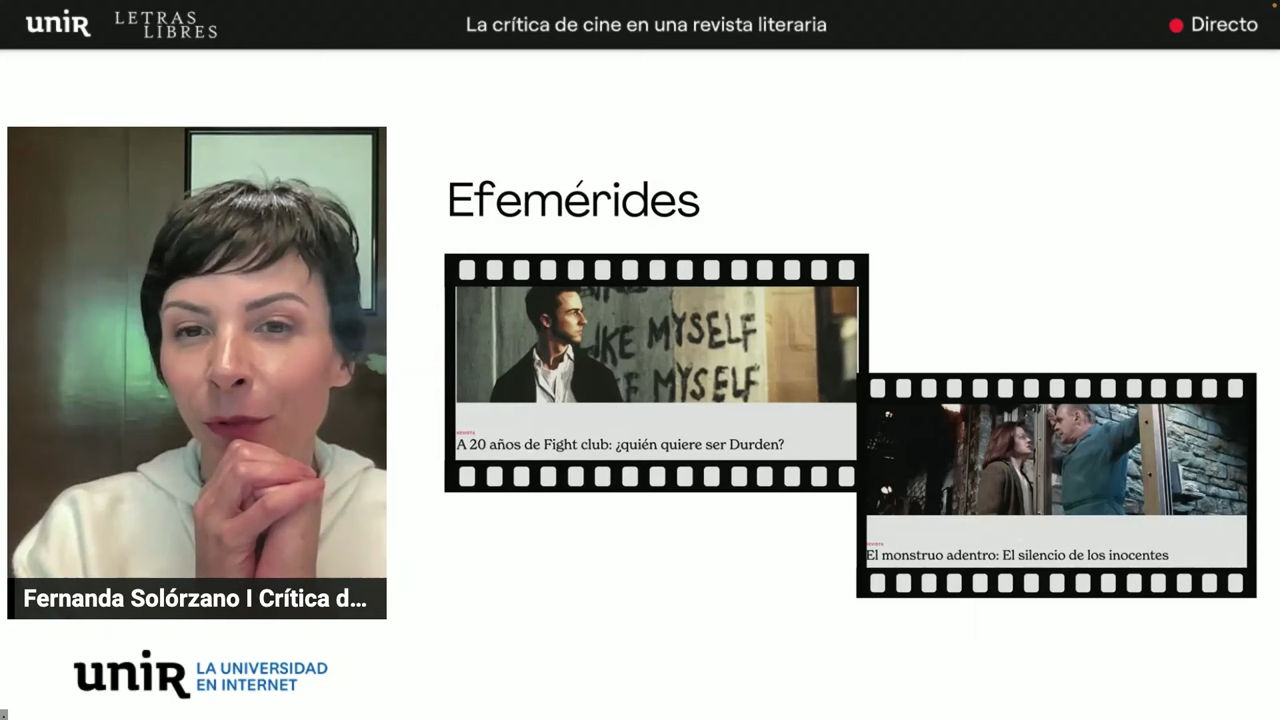 unir LETRAS
LIBRES
La crítica de cine en una revista literaria
Directo
Efemérides
KE MYSELF
E MYSELF
REVISTA
A 20 años de Fight club: ¿quién quiere ser Durden?
REVISTA
El monstruo adentro: El silencio de los inocentes
Fernanda Solórzano I Crítica d...
unir LA UNIVERSIDAD
EN INTERNET